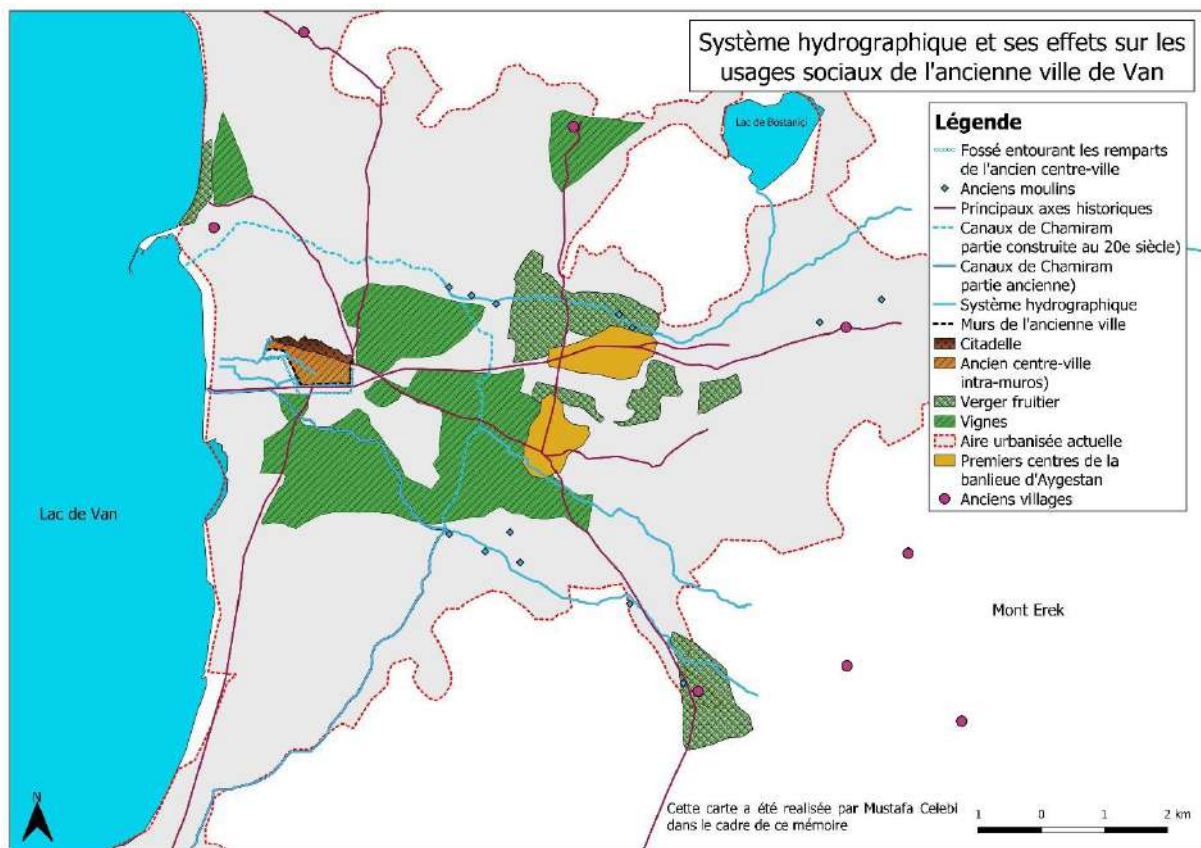 Système hydrographique et ses effets sur les
usages sociaux de l'ancienne ville de Van
Lac de Bostaniçi
Légende
Fossé entourant les remparts
de l'ancien centre-ville
Anciens moulins
Principaux axes historiques
Canaux de Chamiram
partie construite au 20e siècle)
Canaux de Chamiram
partie ancienne)
Système hydrographique
Murs de l'ancienne ville
Citadelle
Ancien centre-ville
intra-muros)
Verger fruitier
Vignes
Aire urbanisée actuelle
Premiers centres de la
banlieue d'Aygestan
Anciens villages
Lac de Van
Mont Erek
N
Cette carte a été realisée par Mustafa Celebi
dans le cadre de ce mémoire
1 0 1 2 km